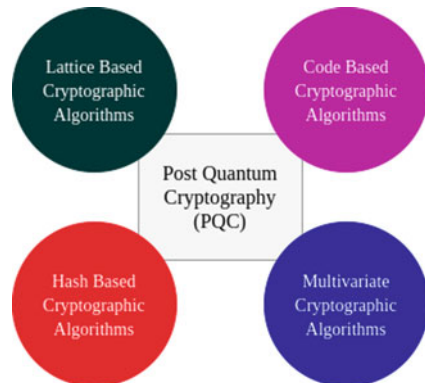 Lattice Based
Cryptographic
Algorithms
Code Based
Cryptographic
Algorithms
Post Quantum
Cryptography
(PQC)
Hash Based
Cryptographic
Algorithms
Multivariate
Cryptographic
Algorithms